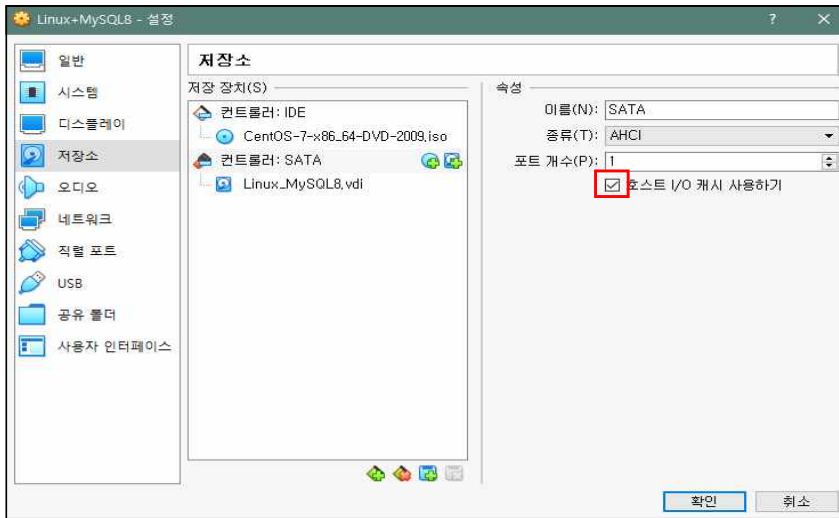 Linux+MySQL8 - 설정
일반
시스템
디스플레이
저장소
오디오
네트워크
직렬 포트
USB
공유 폴더
사용자 인터페이스
저장소
저장 장치(S)
컨트롤러: IDE
CentOS-7-x86_64-DVD-2009.iso
컨트롤러: SATA
Linux_MySQL8.vdi
속성
이름(N): SATA
종류(T): AHCI
포트 개수(P): 1
호스트 I/O 캐시 사용하기
확인
취소